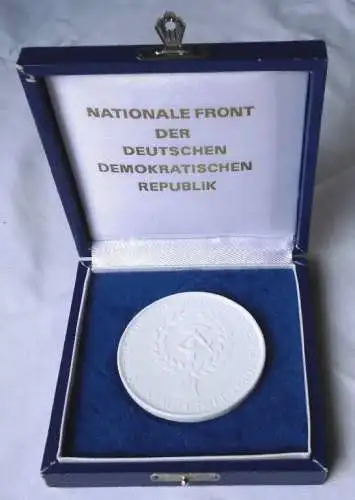 NATIONALE FRONT
DER
DEUTSCHEN
DEMOKRATISCHEN
REPUBLIK